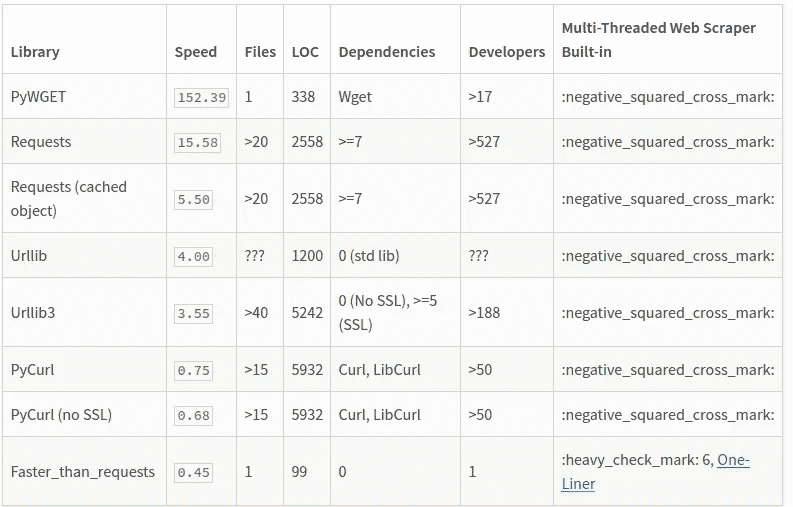 Library Speed Files LOC Dependencies Developers Multi-Threaded Web Scraper
Built-in
PyWGET 152.39 1 338 Wget >17 :negative_squared_cross_mark:
Requests 15.58 >20 2558 >=7 >527 :negative_squared_cross_mark:
Requests (cached
object) 5.50 >20 2558 >=7 >527 :negative_squared_cross_mark:
Urllib 4.00 ??? 1200 0 (std lib) ??? :negative_squared_cross_mark:
Urllib3 3.55 >40 5242 0 (No SSL), >=5
(SSL) >188 :negative_squared_cross_mark:
PyCurl 0.75 >15 5932 Curl, LibCurl >50 :negative_squared_cross_mark:
PyCurl (no SSL) 0.68 >15 5932 Curl, LibCurl >50 :negative_squared_cross_mark:
Faster_than_requests 0.45 1 99 0 1 :heavy_check_mark: 6, One-
Liner